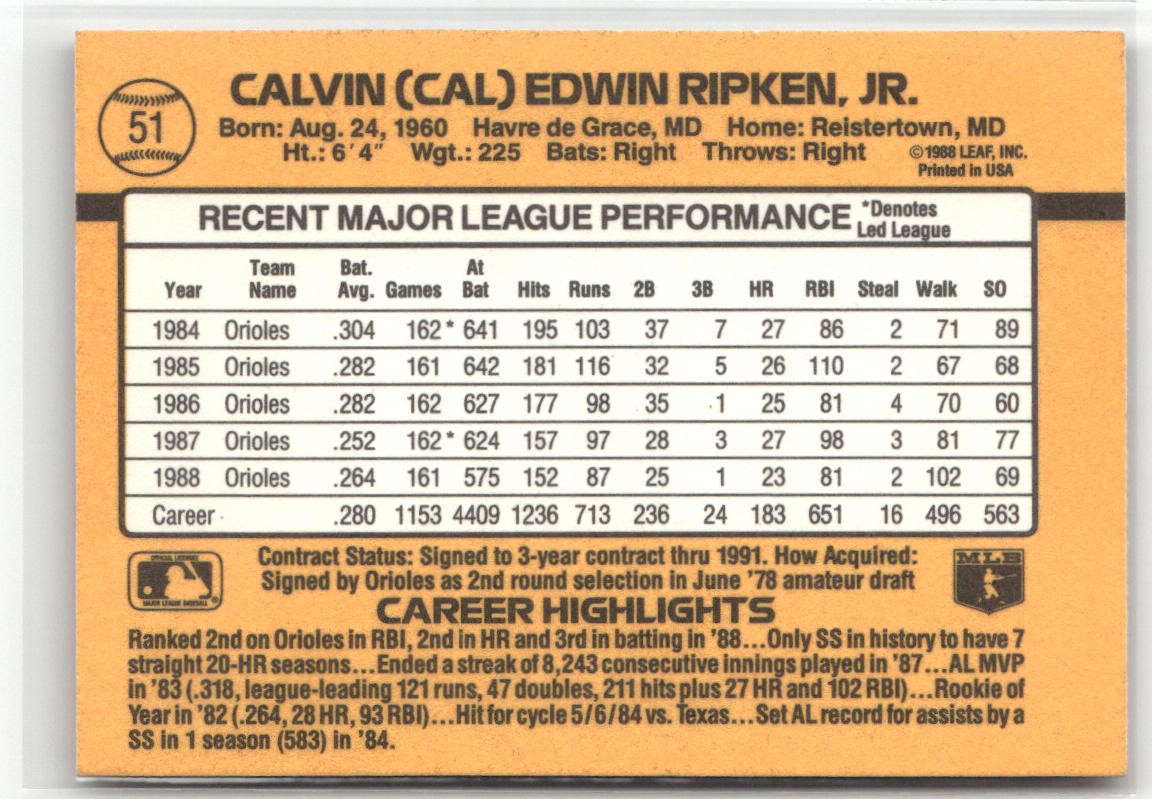 51
CALVIN (CAL) EDWIN RIPKEN, JR.
Born: Aug. 24, 1960 Havre de Grace, MD Home: Reistertown, MD
Ht.: 6'4" Wgt.: 225 Bats: Right Throws: Right ©1988 LEAF, INC.
Printed in USA
RECENT MAJOR LEAGUE PERFORMANCE *Denotes Led League
Year Team Name Bat. Avg. Games At Bat Hits Runs 2B 3B HR RBI Steal Walk SO
1984 Orioles .304 162* 641 195 103 37 7 27 86 2 71 89
1985 Orioles .282 161 642 181 116 32 5 26 110 2 67 68
1986 Orioles .282 162 627 177 98 35 1 25 81 4 70 60
1987 Orioles .252 162* 624 157 97 28 3 27 98 3 81 77
1988 Orioles .264 161 575 152 87 25 1 23 81 2 102 69
Career .280 1153 4409 1236 713 236 24 183 651 16 496 563
OFFICIAL LICENSEE
MAJOR LEAGUE BASEBALL ®
Contract Status: Signed to 3-year contract thru 1991. How Acquired:
Signed by Orioles as 2nd round selection in June '78 amateur draft
MLB
CAREER HIGHLIGHTS
Ranked 2nd on Orioles in RBI, 2nd in HR and 3rd in batting in '88...Only SS in history to have 7
straight 20-HR seasons...Ended a streak of 8,243 consecutive innings played in '87...AL MVP
in '83 (.318, league-leading 121 runs, 47 doubles, 211 hits plus 27 HR and 102 RBI)...Rookie of
Year in '82 (.264, 28 HR, 93 RBI)...Hit for cycle 5/6/84 vs. Texas...Set AL record for assists by a
SS in 1 season (583) in '84.